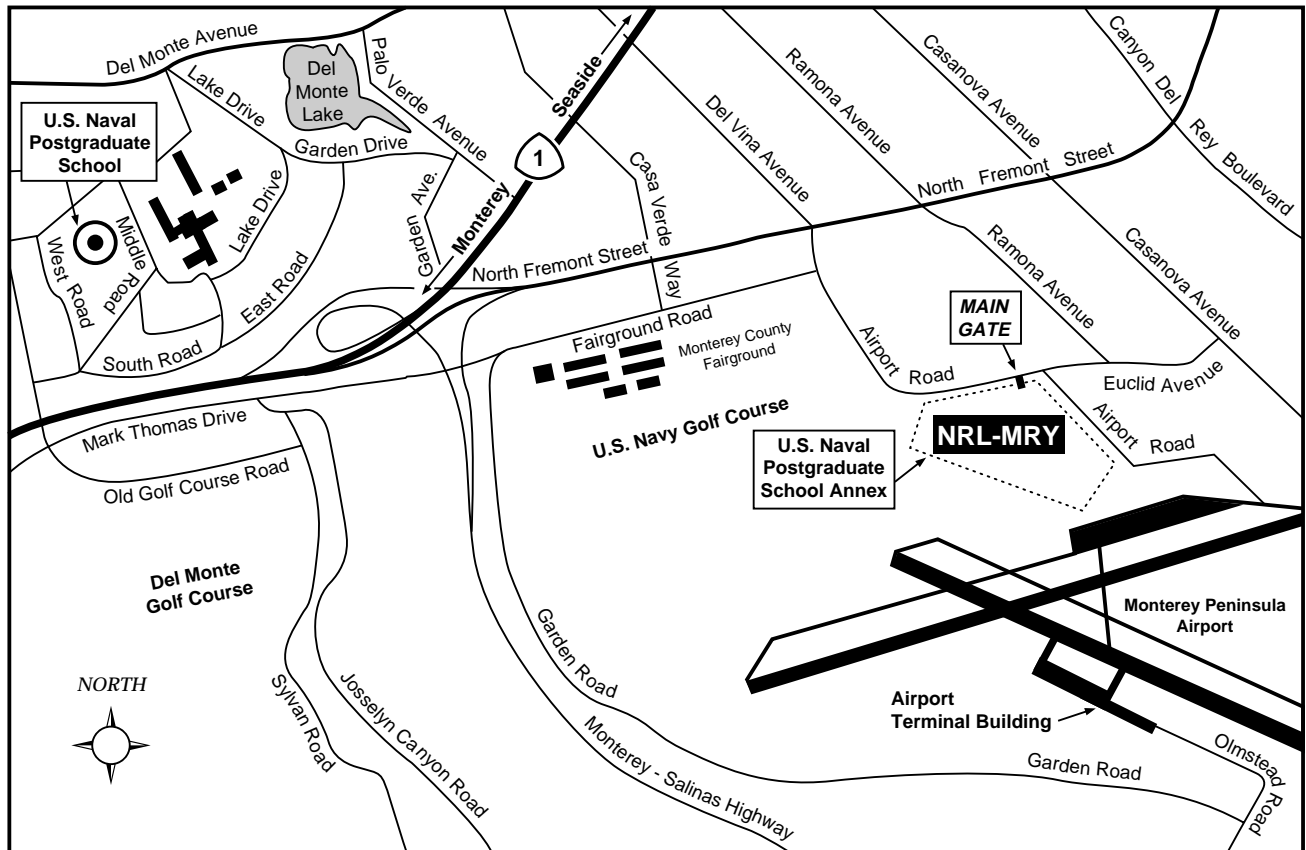 Del Monte Avenue
Del
Monte
Lake
Palo Verde Avenue
Seaside
Lake Drive
Garden Drive
U.S. Naval
Postgraduate
School
1
Monterey
Garden Ave.
Lake Drive
East Road
Middle Road
West Road
South Road
Casa Verde Way
Del Vina Avenue
Ramona Avenue
Casanova Avenue
Canyon Del Rey Boulevard
North Fremont Street
North Fremont Street
Ramona Avenue
Casanova Avenue
MAIN
GATE
Fairground Road
Monterey County
Fairground
Airport Road
Euclid Avenue
Airport Road
Mark Thomas Drive
Old Golf Course Road
U.S. Navy Golf Course
NRL-MRY
U.S. Naval
Postgraduate
School Annex
Del Monte
Golf Course
Monterey Peninsula
Airport
NORTH
Sylvan Road
Josselyn Canyon Road
Garden Road
Monterey - Salinas Highway
Airport
Terminal Building
Garden Road
Olmstead Road